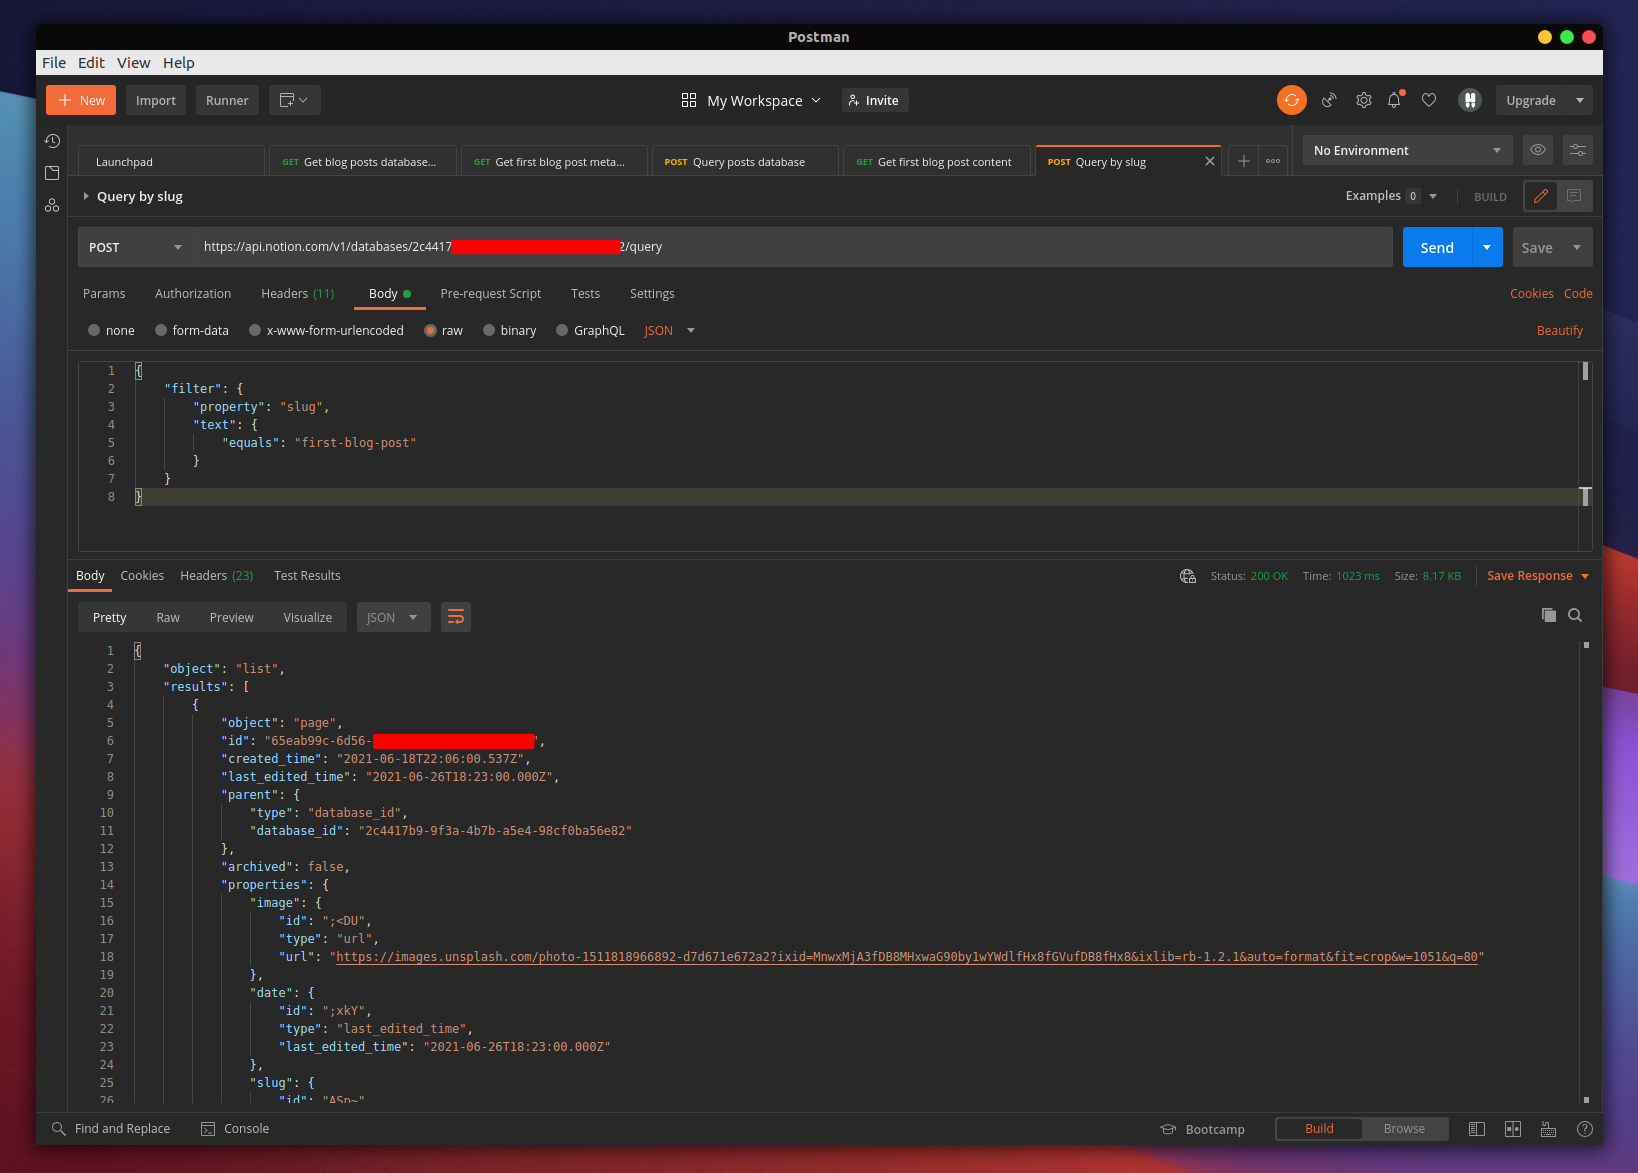 Postman
File Edit View Help
New Import Runner My Workspace Invite Upgrade
Launchpad GET Get blog posts database... GET Get first blog post meta... POST Query posts database GET Get first blog post content POST Query by slug No Environment
Query by slug Examples 0 BUILD
POST https://api.notion.com/v1/databases/2c4417 2/query Send Save
Params Authorization Headers (11) Body Pre-request Script Tests Settings Cookies Code
none form-data x-www-form-urlencoded raw binary GraphQL JSON Beautify
1 {
2 "filter": {
3 "property": "slug",
4 "text": {
5 "equals": "first-blog-post"
6 }
7 }
8 }
Body Cookies Headers (23) Test Results Status: 200 OK Time: 1023 ms Size: 8.17 KB Save Response
Pretty Raw Preview Visualize JSON
1 {
2 "object": "list",
3 "results": [
4 {
5 "object": "page",
6 "id": "65eab99c-6d56- ",
7 "created_time": "2021-06-18T22:06:00.537Z",
8 "last_edited_time": "2021-06-26T18:23:00.000Z",
9 "parent": {
10 "type": "database_id",
11 "database_id": "2c4417b9-9f3a-4b7b-a5e4-98cf0ba56e82"
12 },
13 "archived": false,
14 "properties": {
15 "image": {
16 "id": ";<DU",
17 "type": "url",
18 "url": "https://images.unsplash.com/photo-1511818966892-d7d671e672a2?ixid=MnwxMjA3fDB8MHxwaG90by1wYWdlfHx8fGVufDB8fHx8&ixlib=rb-1.2.1&auto=format&fit=crop&w=1051&q=80"
19 },
20 "date": {
21 "id": ";xkY",
22 "type": "last_edited_time",
23 "last_edited_time": "2021-06-26T18:23:00.000Z"
24 },
25 "slug": {
26 "id": "ASp~"
Find and Replace Console Bootcamp Build Browse